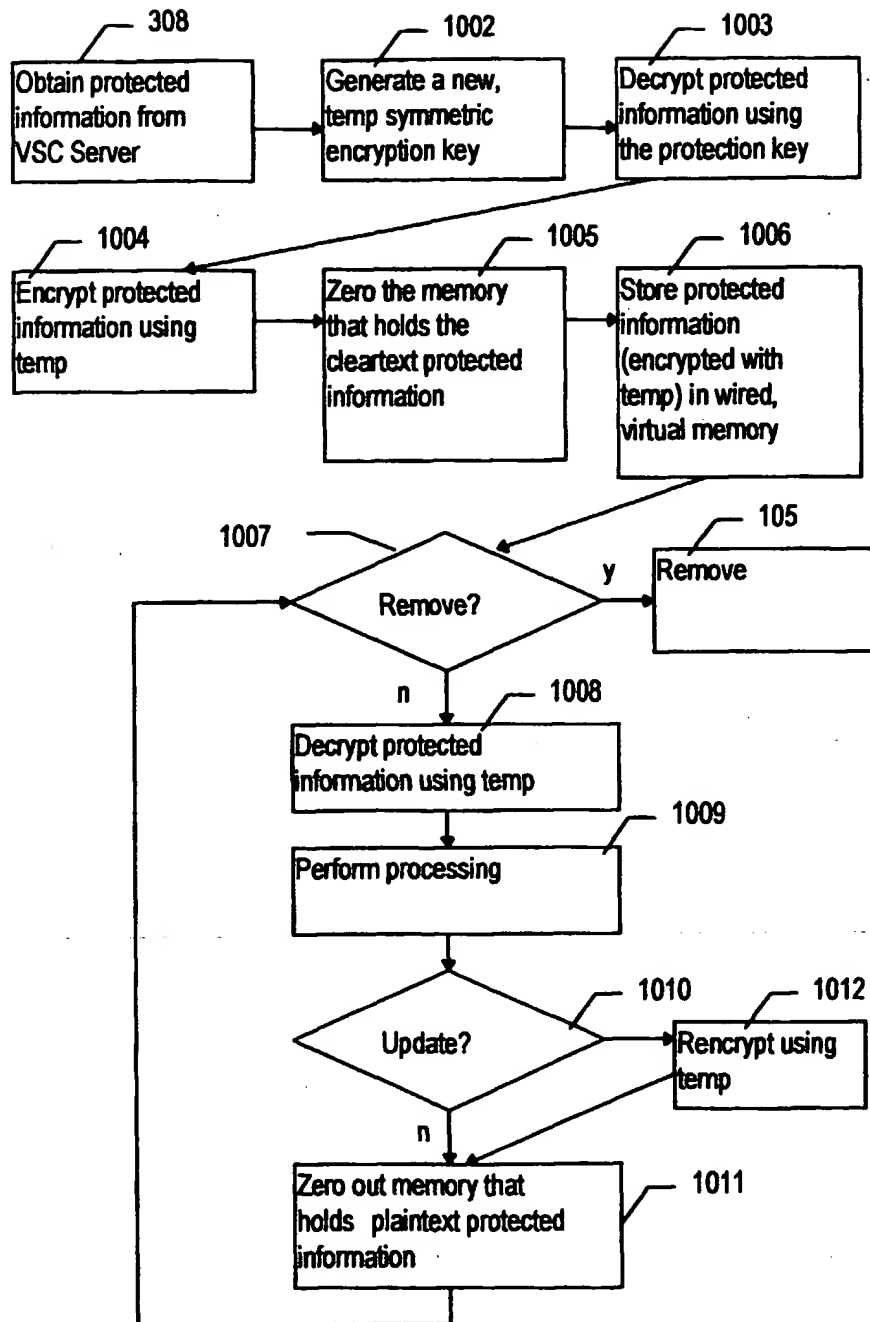 308
Obtain protected
information from
VSC Server
1002
Generate a new,
temp symmetric
encryption key
1003
Decrypt protected
information using
the protection key
1004
Encrypt protected
information using
temp
1005
Zero the memory
that holds the
cleartext protected
information
1006
Store protected
information
(encrypted with
temp) in wired,
virtual memory
1007
Remove?
y
105
Remove
n
1008
Decrypt protected
information using temp
1009
Perform processing
1010
Update?
1012
Rencrypt using
temp
n
1011
Zero out memory that
holds plaintext protected
information